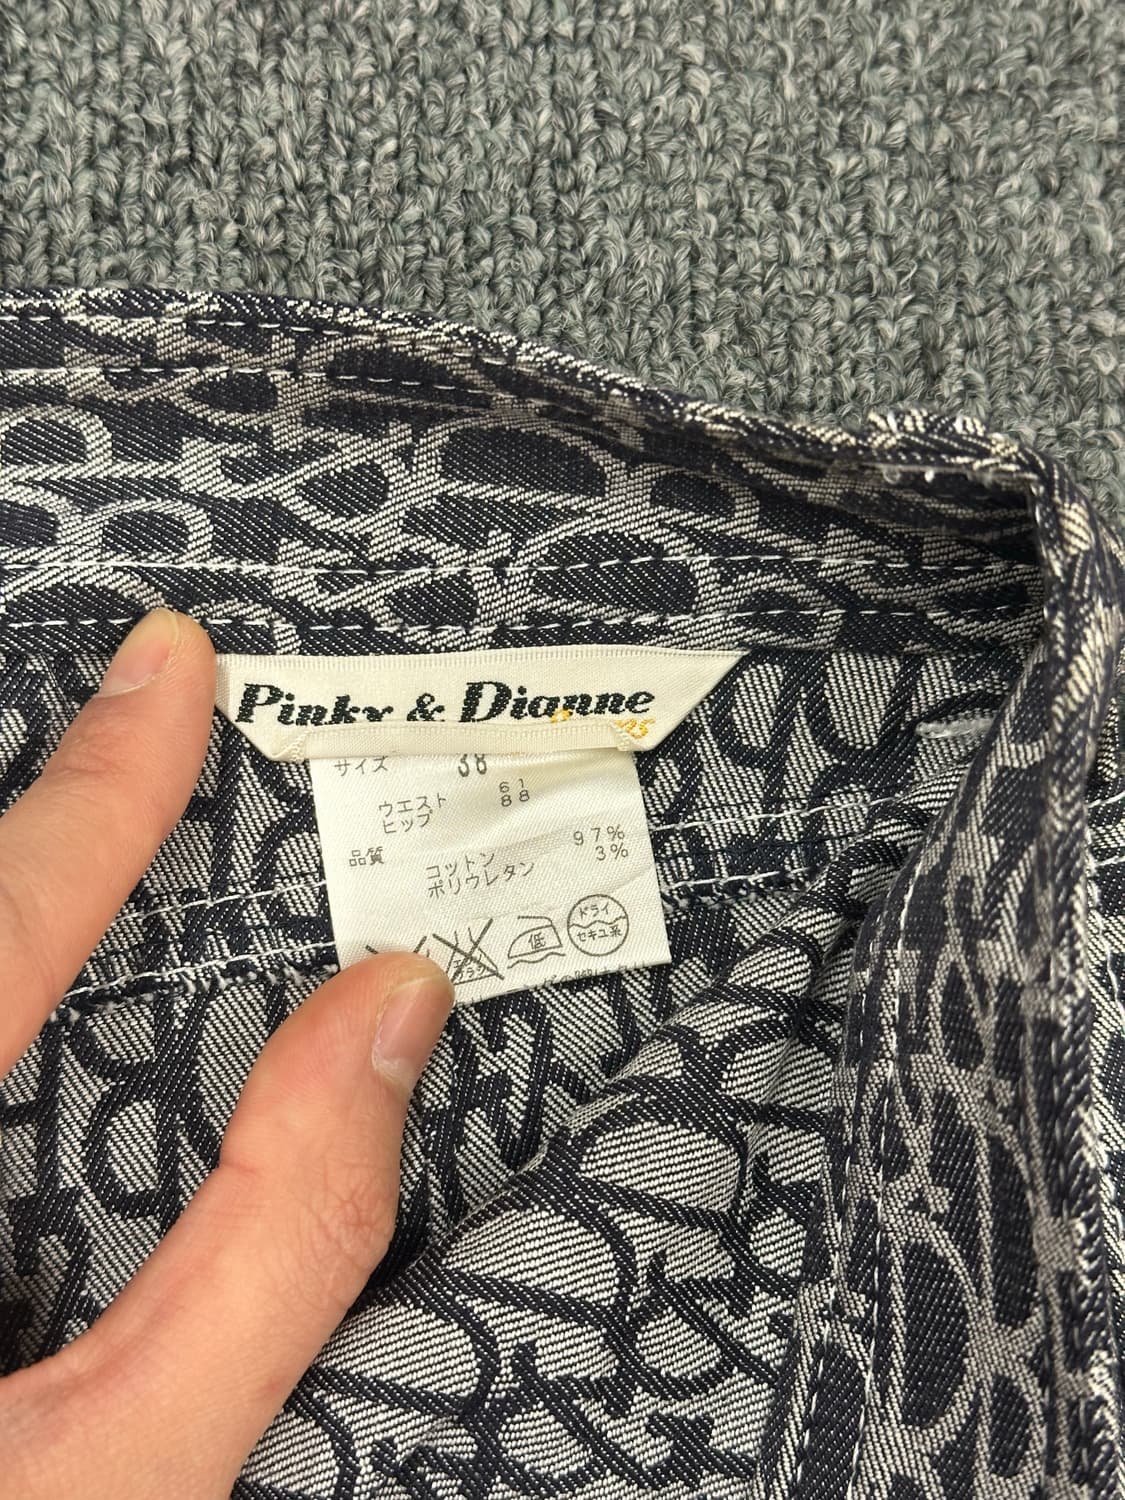 Pinky & Dianne
サイズ 38
ウエスト 61
ヒップ 88
品質
コットン 97%
ポリウレタン 3%
低
ドライ
セキユ系